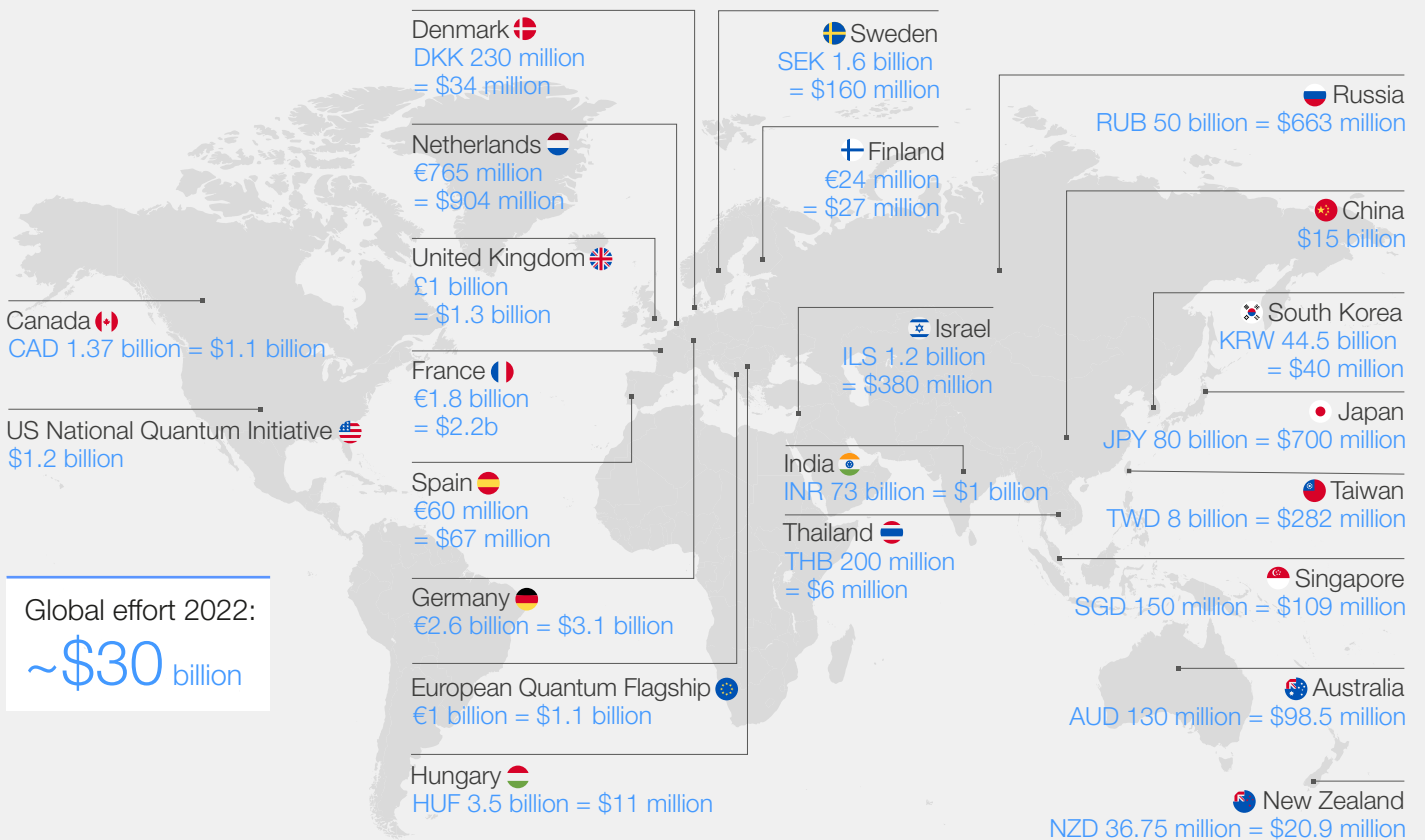 Denmark
DKK 230 million
= $34 million
Netherlands
€765 million
= $904 million
United Kingdom
£1 billion
= $1.3 billion
France
€1.8 billion
= $2.2b
Spain
€60 million
= $67 million
Germany
€2.6 billion = $3.1 billion
European Quantum Flagship
€1 billion = $1.1 billion
Hungary
HUF 3.5 billion = $11 million
Canada
CAD 1.37 billion = $1.1 billion
US National Quantum Initiative
$1.2 billion
Global effort 2022:
~$30 billion
Sweden
SEK 1.6 billion
= $160 million
Finland
€24 million
= $27 million
Israel
ILS 1.2 billion
= $380 million
India
INR 73 billion = $1 billion
Thailand
THB 200 million
= $6 million
Russia
RUB 50 billion = $663 million
China
$15 billion
South Korea
KRW 44.5 billion
= $40 million
Japan
JPY 80 billion = $700 million
Taiwan
TWD 8 billion = $282 million
Singapore
SGD 150 million = $109 million
Australia
AUD 130 million = $98.5 million
New Zealand
NZD 36.75 million = $20.9 million